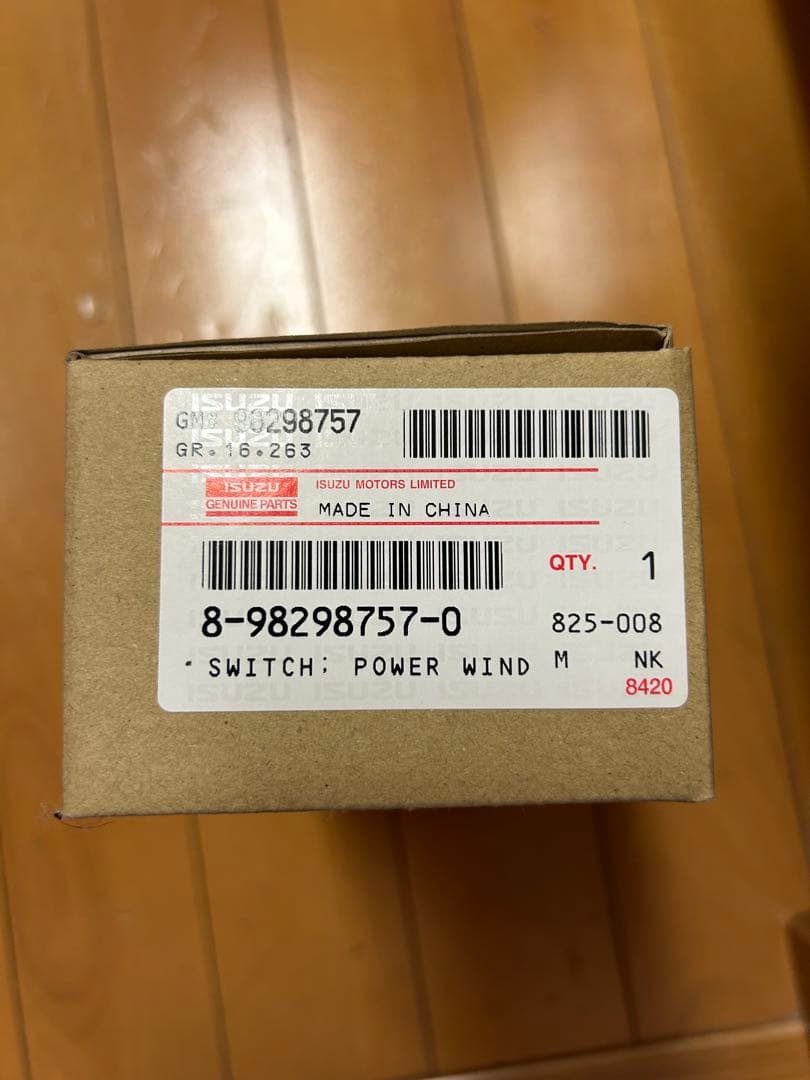 GM# 98298757
GR. 16.263
ISUZU
GENUINE PARTS
ISUZU MOTORS LIMITED
MADE IN CHINA
QTY. 1
8-98298757-0
825-008
SWITCH; POWER WIND
M NK
8420